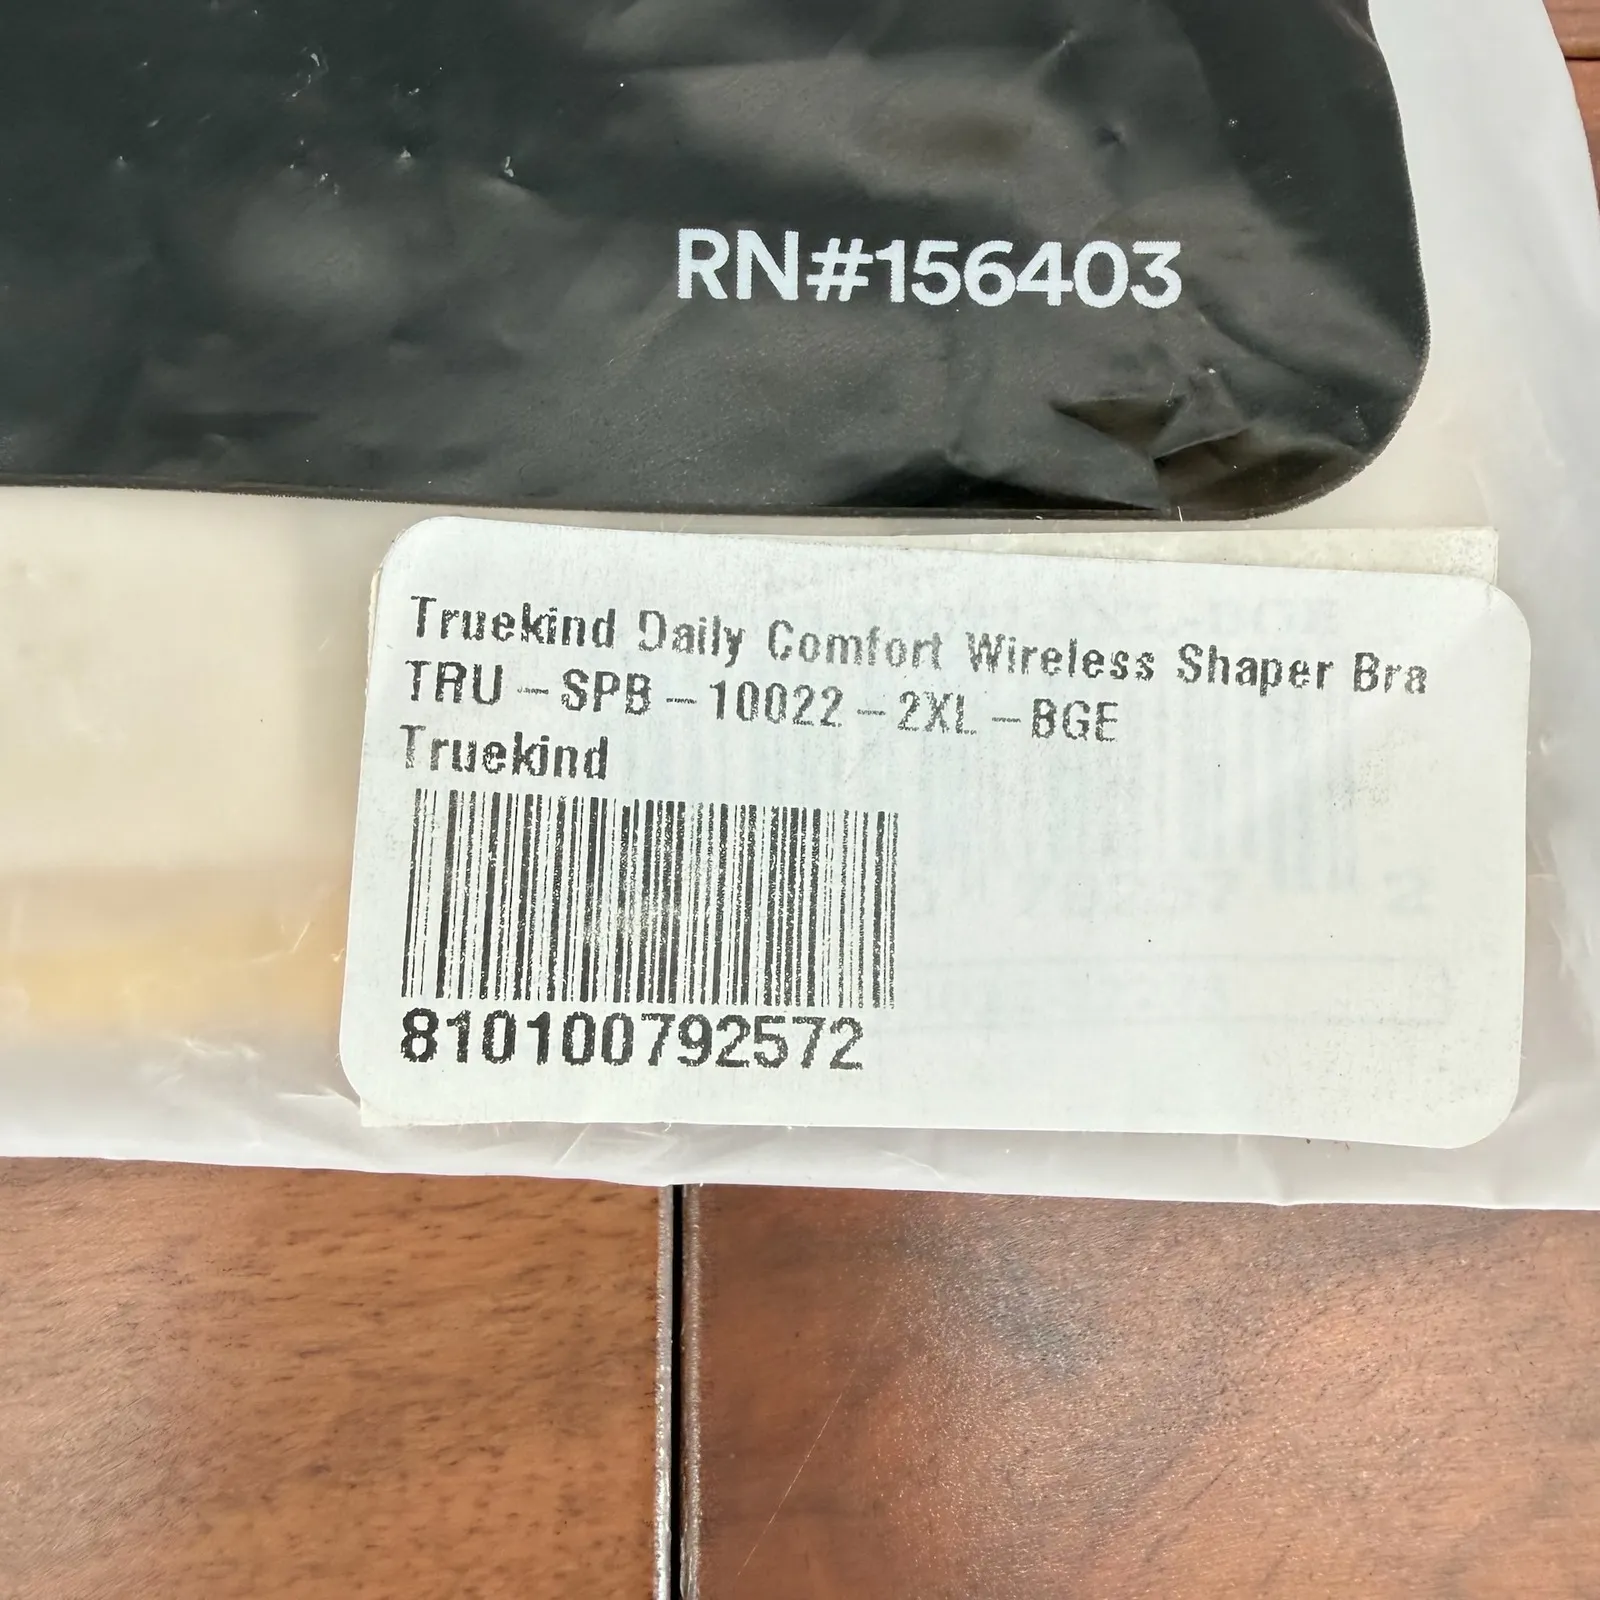 RN#156403
Truekind Daily Comfort Wireless Shaper Bra
TRU-SPB-10022-2XL-BGE
Truekind
810100792572